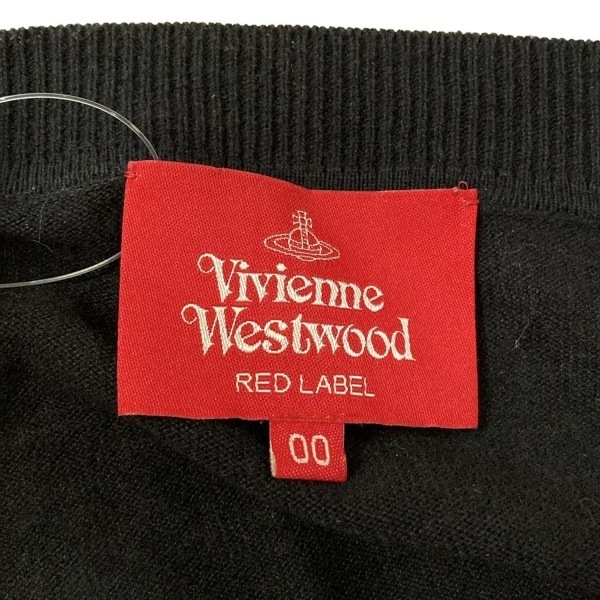 Vivienne
Westwood
RED LABEL
00